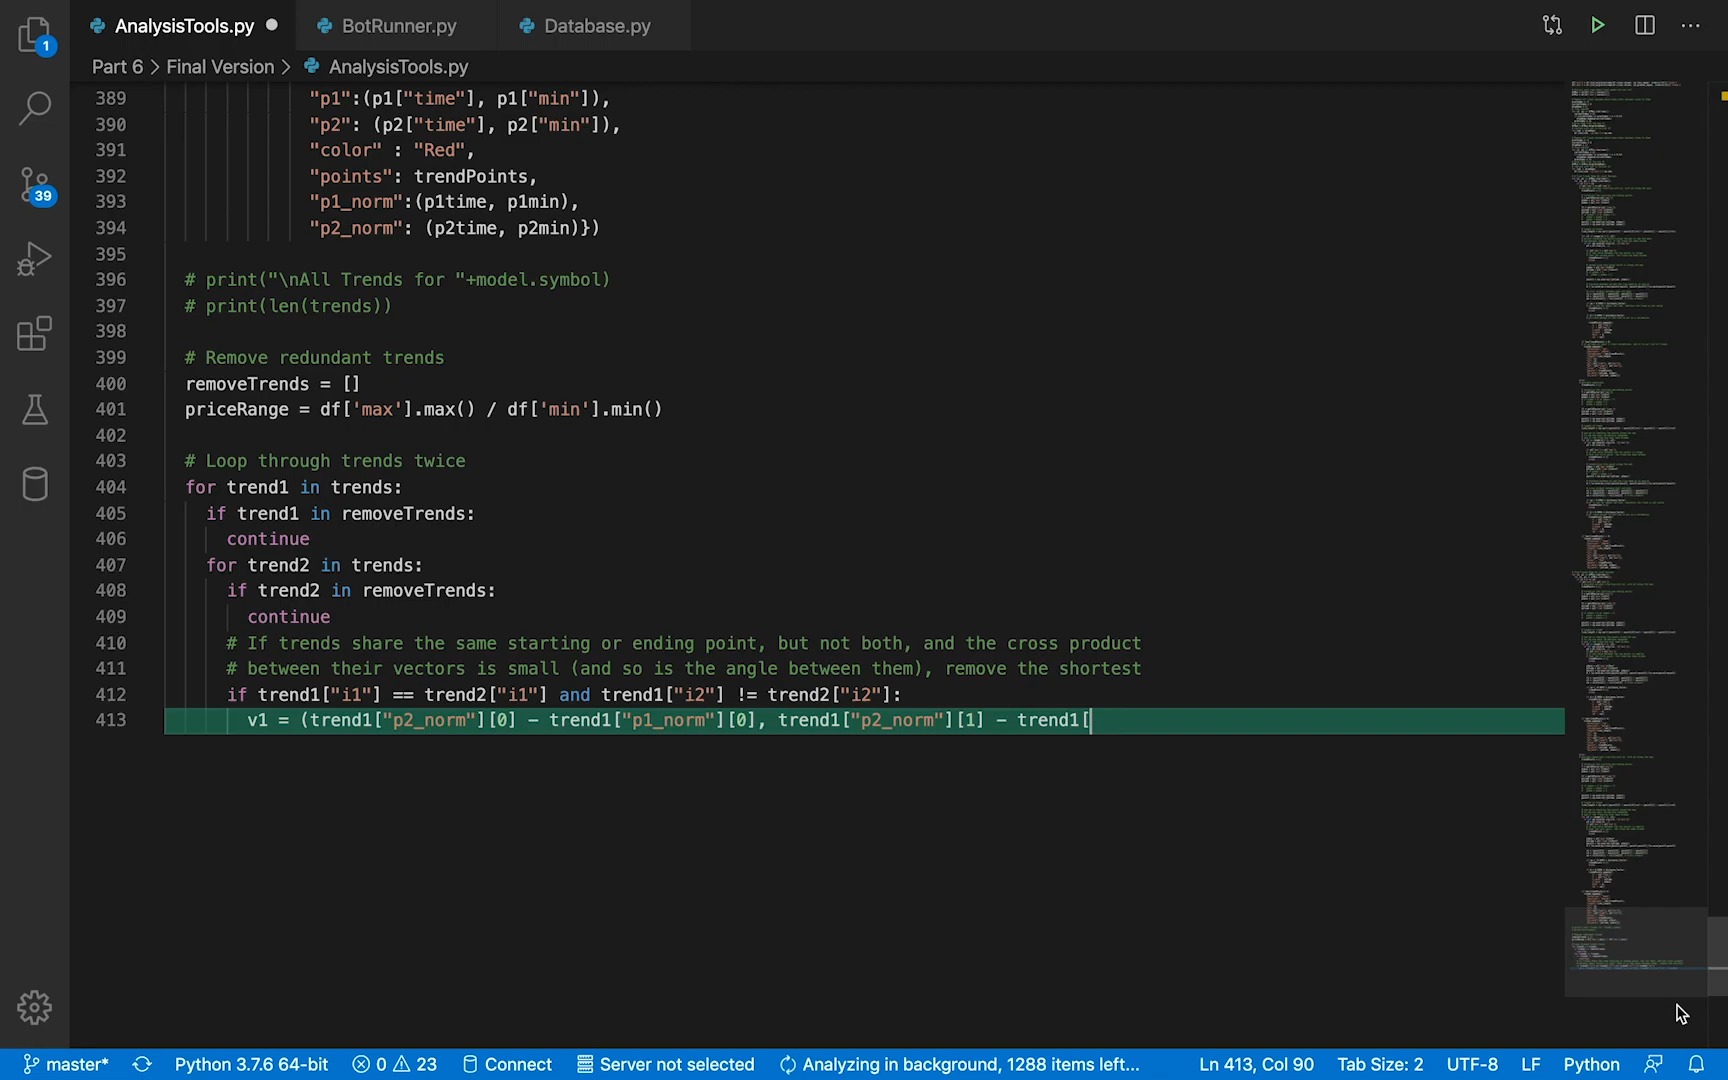 AnalysisTools.py
BotRunner.py
Database.py
1
Part 6 > Final Version > AnalysisTools.py
389 "p1":(p1["time"], p1["min"]),
390 "p2": (p2["time"], p2["min"]),
391 "color" : "Red",
392 "points": trendPoints,
393 "p1_norm":(p1time, p1min),
394 "p2_norm": (p2time, p2min)})
395
396 # print("\nAll Trends for "+model.symbol)
397 # print(len(trends))
398
399 # Remove redundant trends
400 removeTrends = []
401 priceRange = df['max'].max() / df['min'].min()
402
403 # Loop through trends twice
404 for trend1 in trends:
405 if trend1 in removeTrends:
406 continue
407 for trend2 in trends:
408 if trend2 in removeTrends:
409 continue
410 # If trends share the same starting or ending point, but not both, and the cross product
411 # between their vectors is small (and so is the angle between them), remove the shortest
412 if trend1["i1"] == trend2["i1"] and trend1["i2"] != trend2["i2"]:
413 v1 = (trend1["p2_norm"][0] - trend1["p1_norm"][0], trend1["p2_norm"][1] - trend1[
39
master* Python 3.7.6 64-bit 0 23 Connect Server not selected Analyzing in background, 1288 items left... Ln 413, Col 90 Tab Size: 2 UTF-8 LF Python